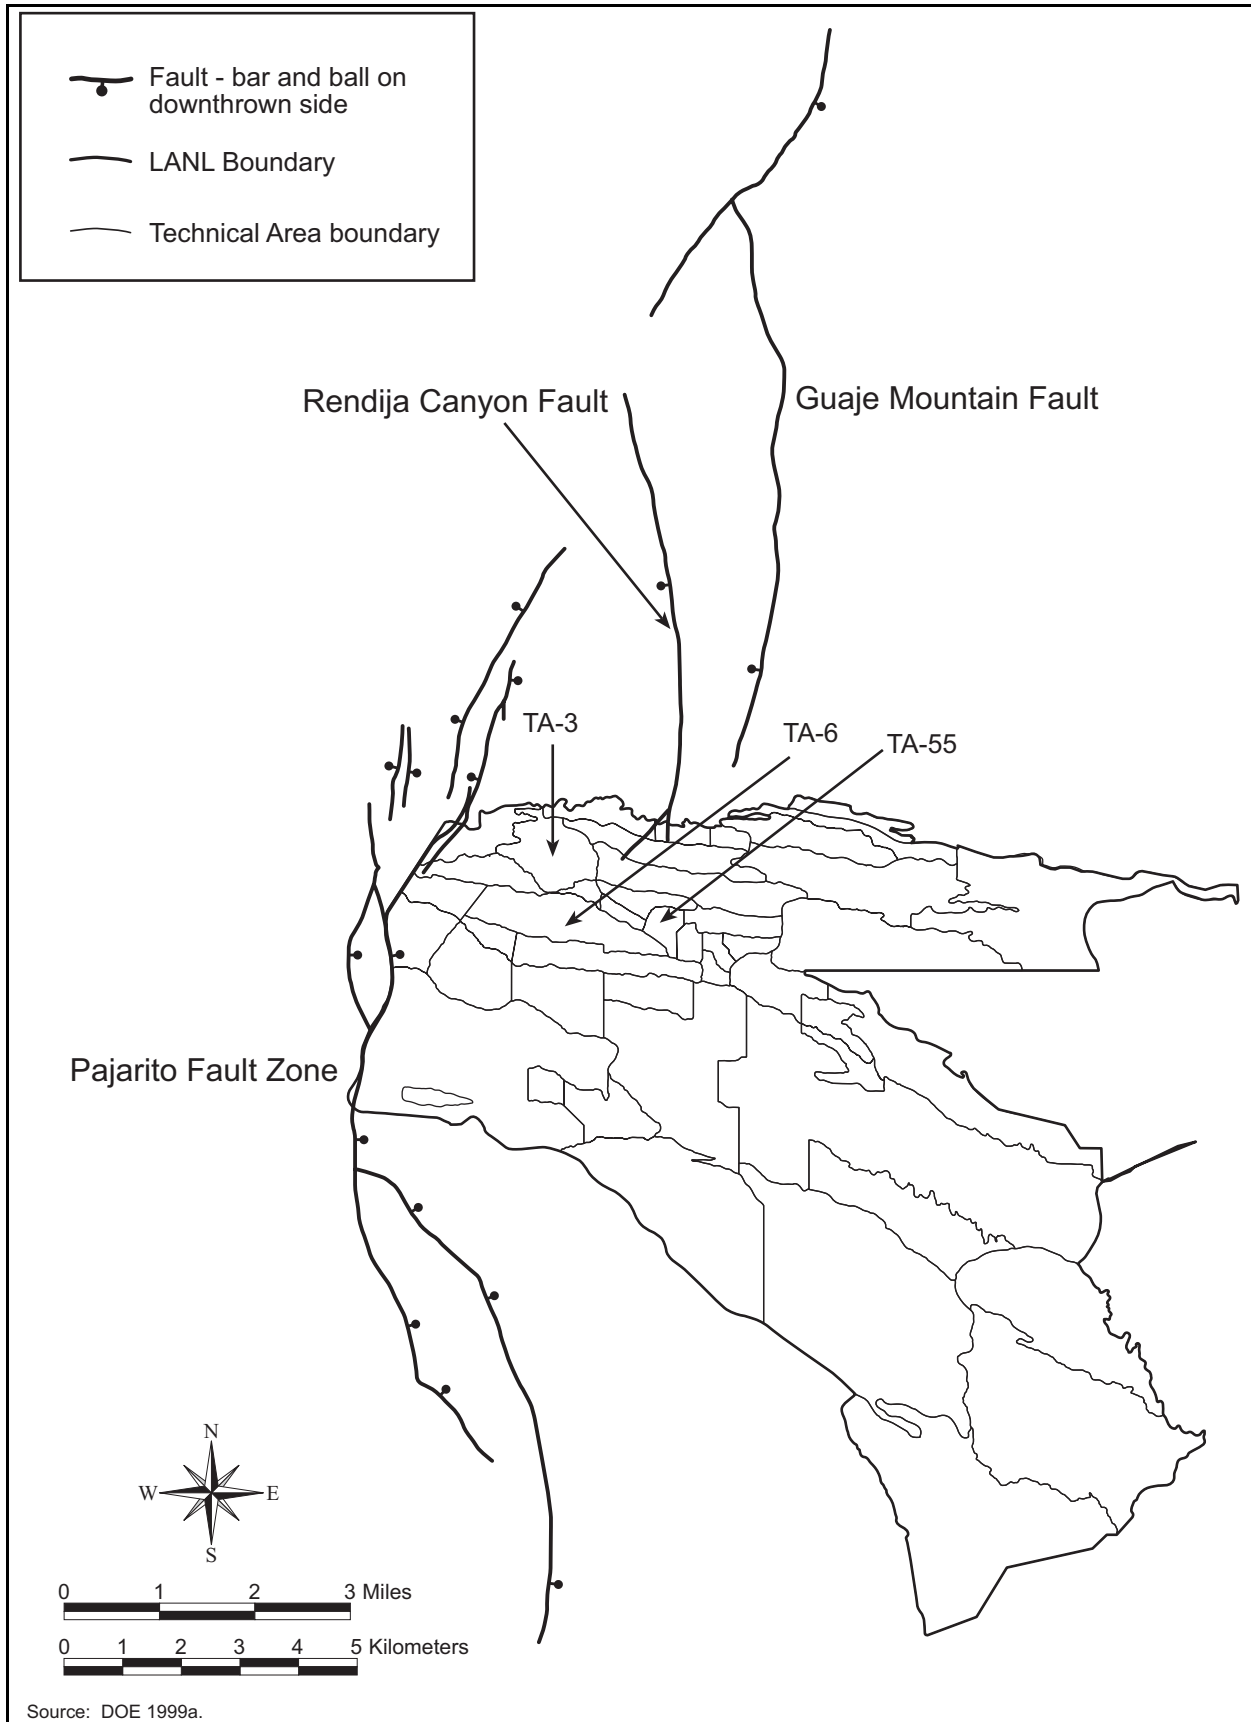 Fault - bar and ball on
downthrown side
LANL Boundary
Technical Area boundary
Rendija Canyon Fault
Guaje Mountain Fault
TA-3
TA-6
TA-55
Pajarito Fault Zone
N
W
E
S
0 1 2 3 Miles
0 1 2 3 4 5 Kilometers
Source: DOE 1999a.